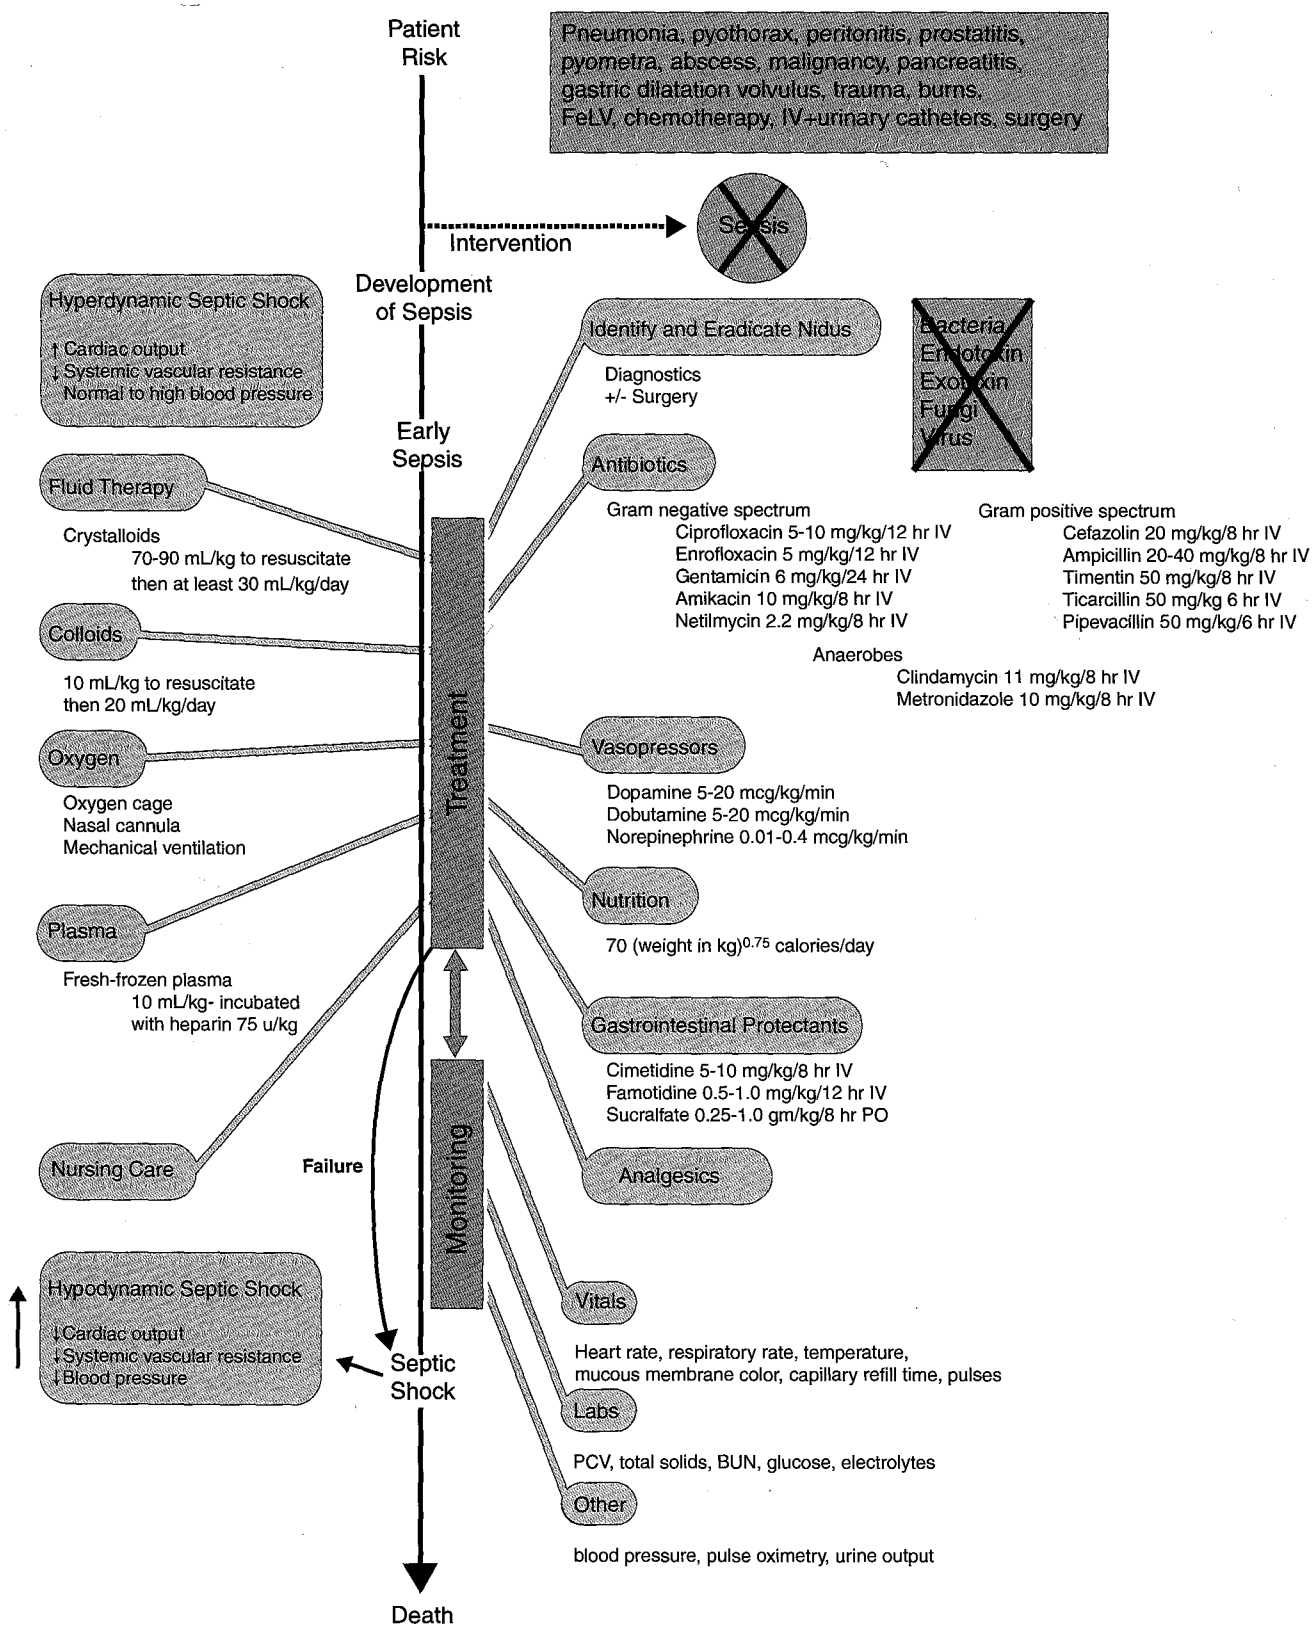 Patient
Risk
Pneumonia, pyothorax, peritonitis, prostatitis,
pyometra, abscess, malignancy, pancreatitis,
gastric dilatation volvulus, trauma, burns,
FeLV, chemotherapy, IV+urinary catheters, surgery
Sepsis
Intervention
Development
of Sepsis
Hyperdynamic Septic Shock
↑ Cardiac output
↓ Systemic vascular resistance
Normal to high blood pressure
Identify and Eradicate Nidus
Diagnostics
+/- Surgery
Bacteria
Endotoxin
Exotoxin
Fungi
Virus
Early
Sepsis
Antibiotics
Gram negative spectrum
Ciprofloxacin 5-10 mg/kg/12 hr IV
Enrofloxacin 5 mg/kg/12 hr IV
Gentamicin 6 mg/kg/24 hr IV
Amikacin 10 mg/kg/8 hr IV
Netilmycin 2.2 mg/kg/8 hr IV
Gram positive spectrum
Cefazolin 20 mg/kg/8 hr IV
Ampicillin 20-40 mg/kg/8 hr IV
Timentin 50 mg/kg/8 hr IV
Ticarcillin 50 mg/kg 6 hr IV
Pipevacillin 50 mg/kg/6 hr IV
Anaerobes
Clindamycin 11 mg/kg/8 hr IV
Metronidazole 10 mg/kg/8 hr IV
Fluid Therapy
Crystalloids
70-90 mL/kg to resuscitate
then at least 30 mL/kg/day
Colloids
10 mL/kg to resuscitate
then 20 mL/kg/day
Oxygen
Oxygen cage
Nasal cannula
Mechanical ventilation
Plasma
Fresh-frozen plasma
10 mL/kg- incubated
with heparin 75 u/kg
Nursing Care
Treatment
Vasopressors
Dopamine 5-20 mcg/kg/min
Dobutamine 5-20 mcg/kg/min
Norepinephrine 0.01-0.4 mcg/kg/min
Nutrition
70 (weight in kg)⁰·⁷⁵ calories/day
Gastrointestinal Protectants
Cimetidine 5-10 mg/kg/8 hr IV
Famotidine 0.5-1.0 mg/kg/12 hr IV
Sucralfate 0.25-1.0 gm/kg/8 hr PO
Analgesics
Failure
Monitoring
Hypodynamic Septic Shock
↓Cardiac output
↓Systemic vascular resistance
↓Blood pressure
Septic
Shock
Vitals
Heart rate, respiratory rate, temperature,
mucous membrane color, capillary refill time, pulses
Labs
PCV, total solids, BUN, glucose, electrolytes
Other
blood pressure, pulse oximetry, urine output
Death